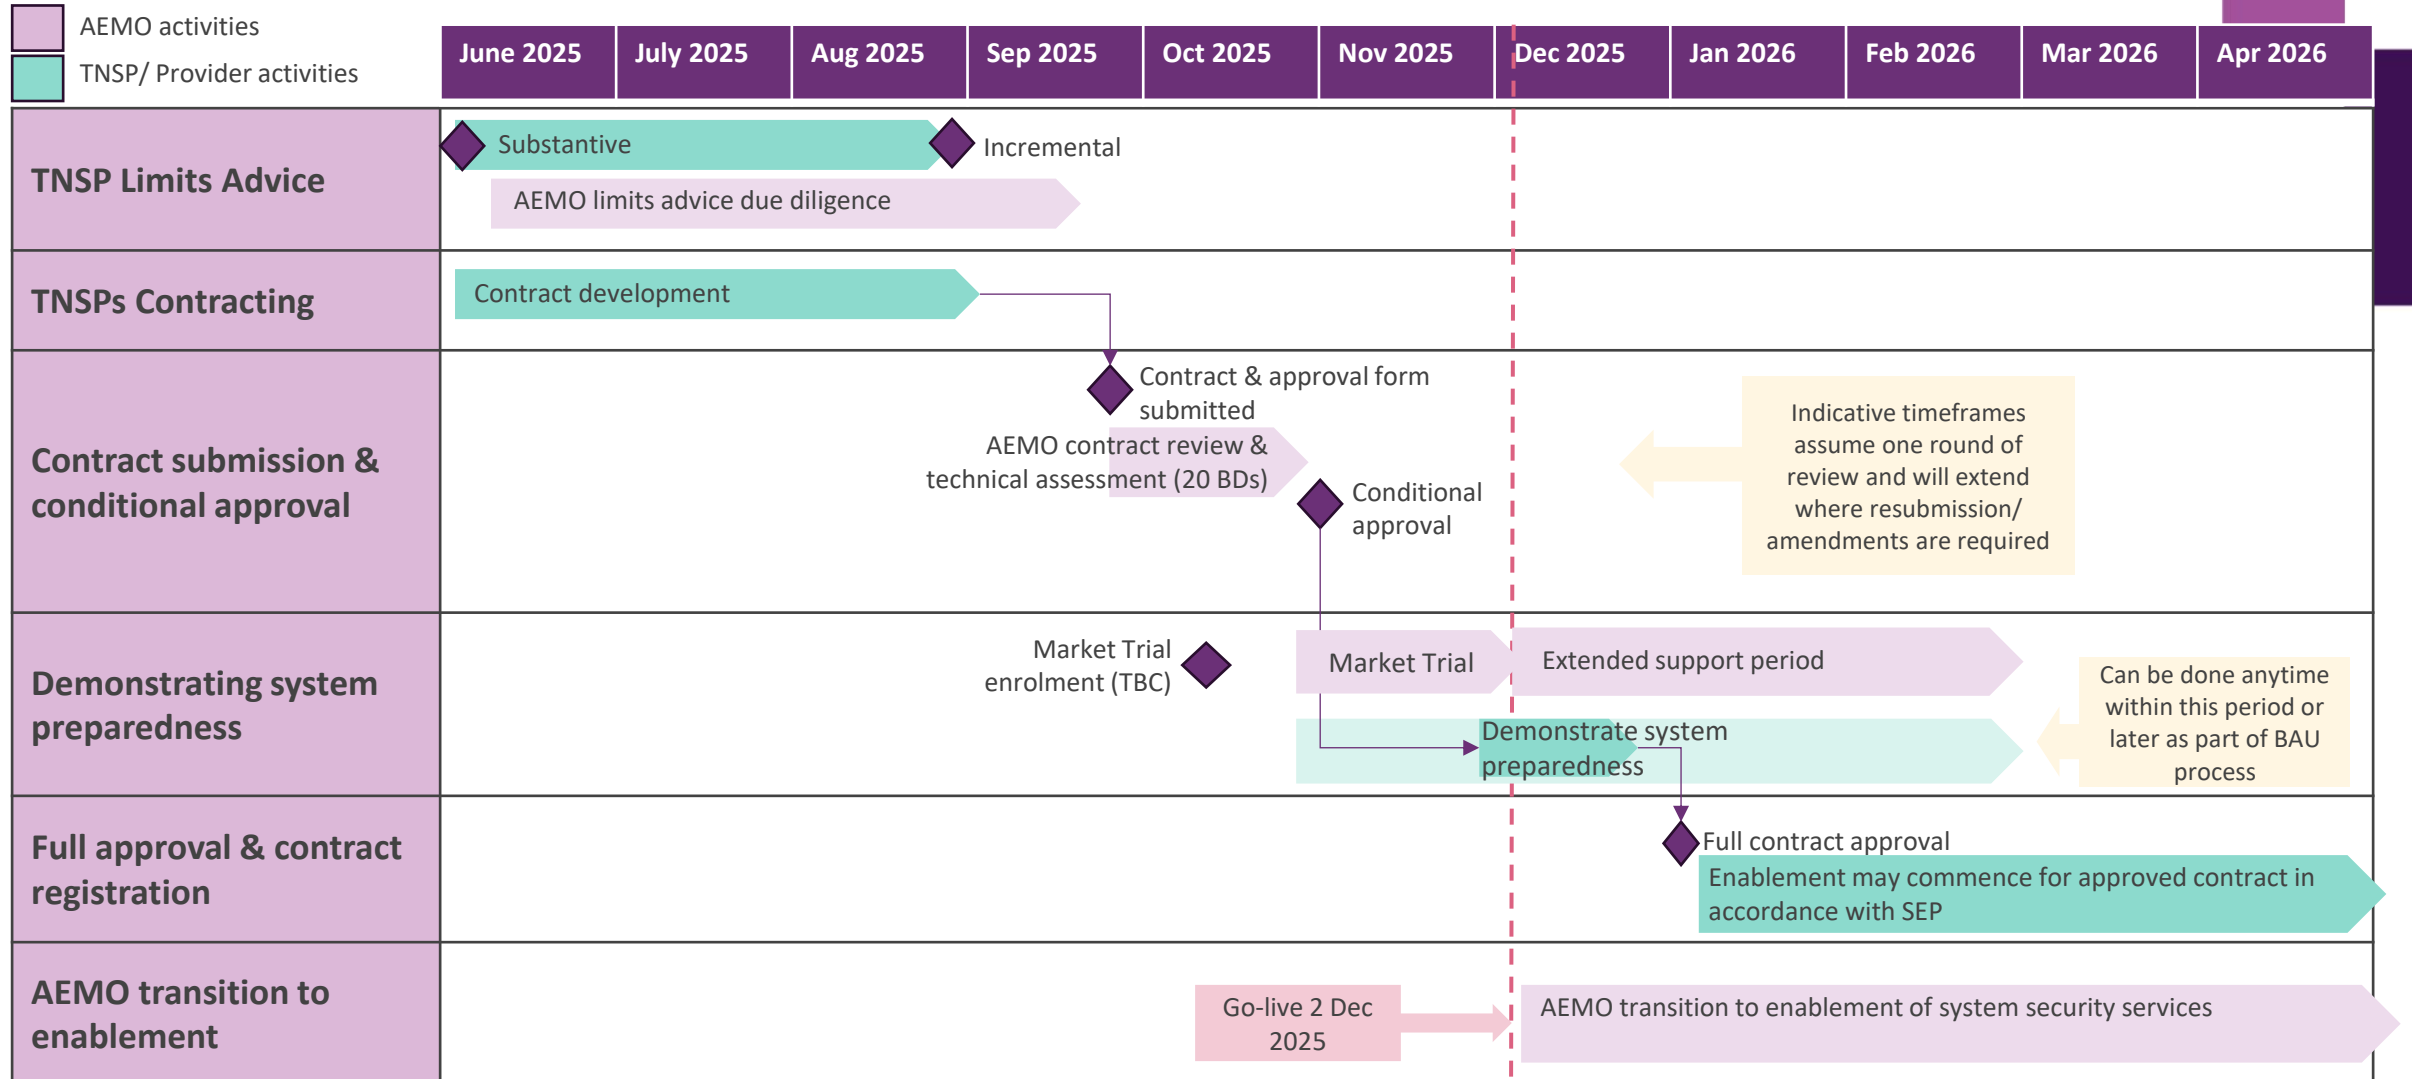 AEMO activities
TNSP/ Provider activities
June 2025
July 2025
Aug 2025
Sep 2025
Oct 2025
Nov 2025
Dec 2025
Jan 2026
Feb 2026
Mar 2026
Apr 2026
TNSP Limits Advice
Substantive
Incremental
AEMO limits advice due diligence
TNSPs Contracting
Contract development
Contract submission &
conditional approval
Contract & approval form
submitted
AEMO contract review &
technical assessment (20 BDs)
Conditional
approval
Indicative timeframes
assume one round of
review and will extend
where resubmission/
amendments are required
Demonstrating system
preparedness
Market Trial
enrolment (TBC)
Market Trial
Extended support period
Demonstrate system
preparedness
Can be done anytime
within this period or
later as part of BAU
process
Full approval & contract
registration
Full contract approval
Enablement may commence for approved contract in
accordance with SEP
AEMO transition to
enablement
Go-live 2 Dec
2025
AEMO transition to enablement of system security services